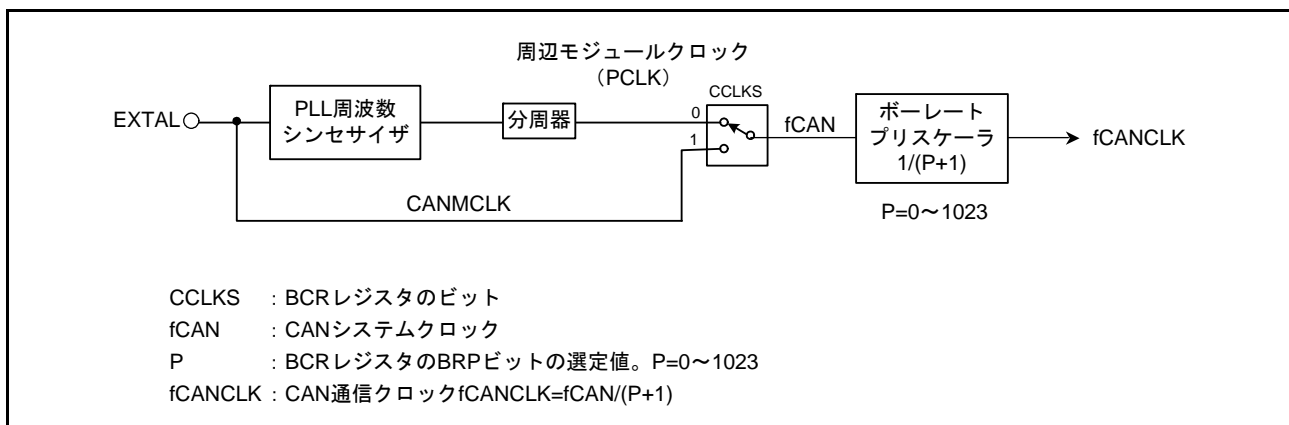 周辺モジュールクロック
（PCLK）
EXTAL
PLL周波数
シンセサイザ
分周器
CCLKS
0
1
fCAN
ボーレート
プリスケーラ
1/(P+1)
fCANCLK
CANMCLK
P=0～1023
CCLKS ：BCRレジスタのビット
fCAN ：CANシステムクロック
P ：BCRレジスタのBRPビットの選定値。P=0～1023
fCANCLK：CAN通信クロックfCANCLK=fCAN/(P+1)